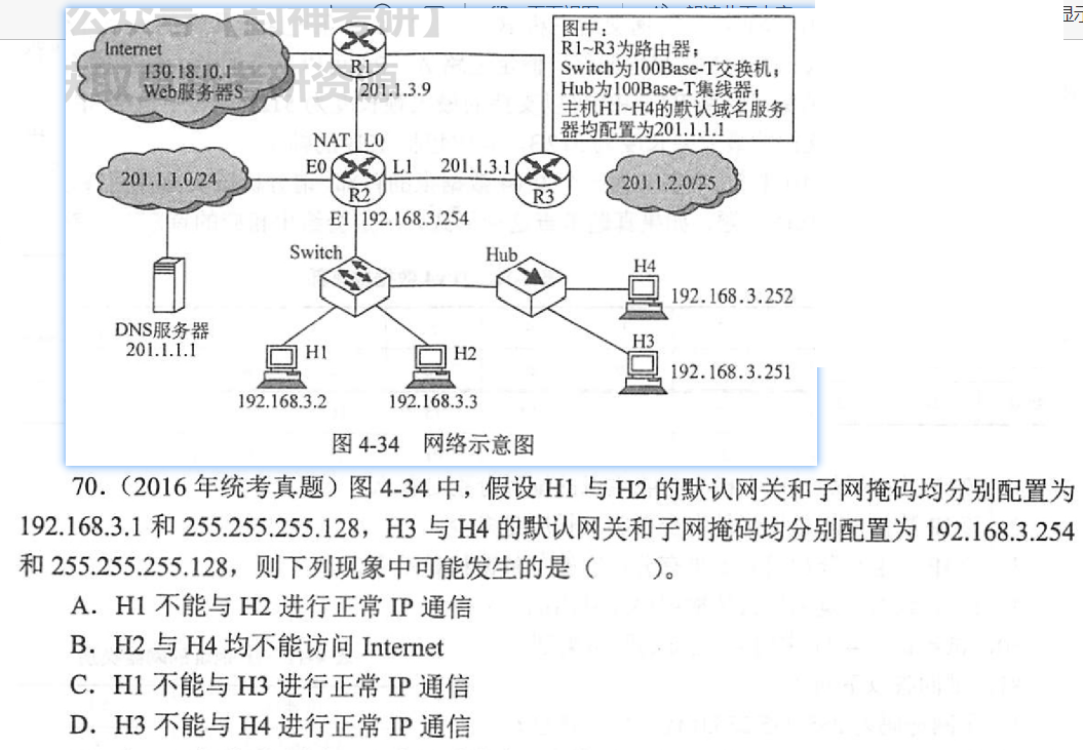 公众号【封神考研】
获取更多考研资源
显示
Internet
130.18.10.1
Web服务器S
R1
201.1.3.9
图中：
R1~R3为路由器；
Switch为100Base-T交换机；
Hub为100Base-T集线器；
主机H1~H4的默认域名服务
器均配置为201.1.1.1
NAT L0
E0
L1
201.1.3.1
201.1.1.0/24
R2
R3
201.1.2.0/25
E1 192.168.3.254
Switch
Hub
H4
192.168.3.252
DNS服务器
201.1.1.1
H1
H2
H3
192.168.3.251
192.168.3.2
192.168.3.3
图 4-34 网络示意图
70.（2016 年统考真题）图 4-34 中，假设 H1 与 H2 的默认网关和子网掩码均分别配置为
192.168.3.1 和 255.255.255.128，H3 与 H4 的默认网关和子网掩码均分别配置为 192.168.3.254
和 255.255.255.128，则下列现象中可能发生的是（ ）。
A．H1 不能与 H2 进行正常 IP 通信
B．H2 与 H4 均不能访问 Internet
C．H1 不能与 H3 进行正常 IP 通信
D．H3 不能与 H4 进行正常 IP 通信